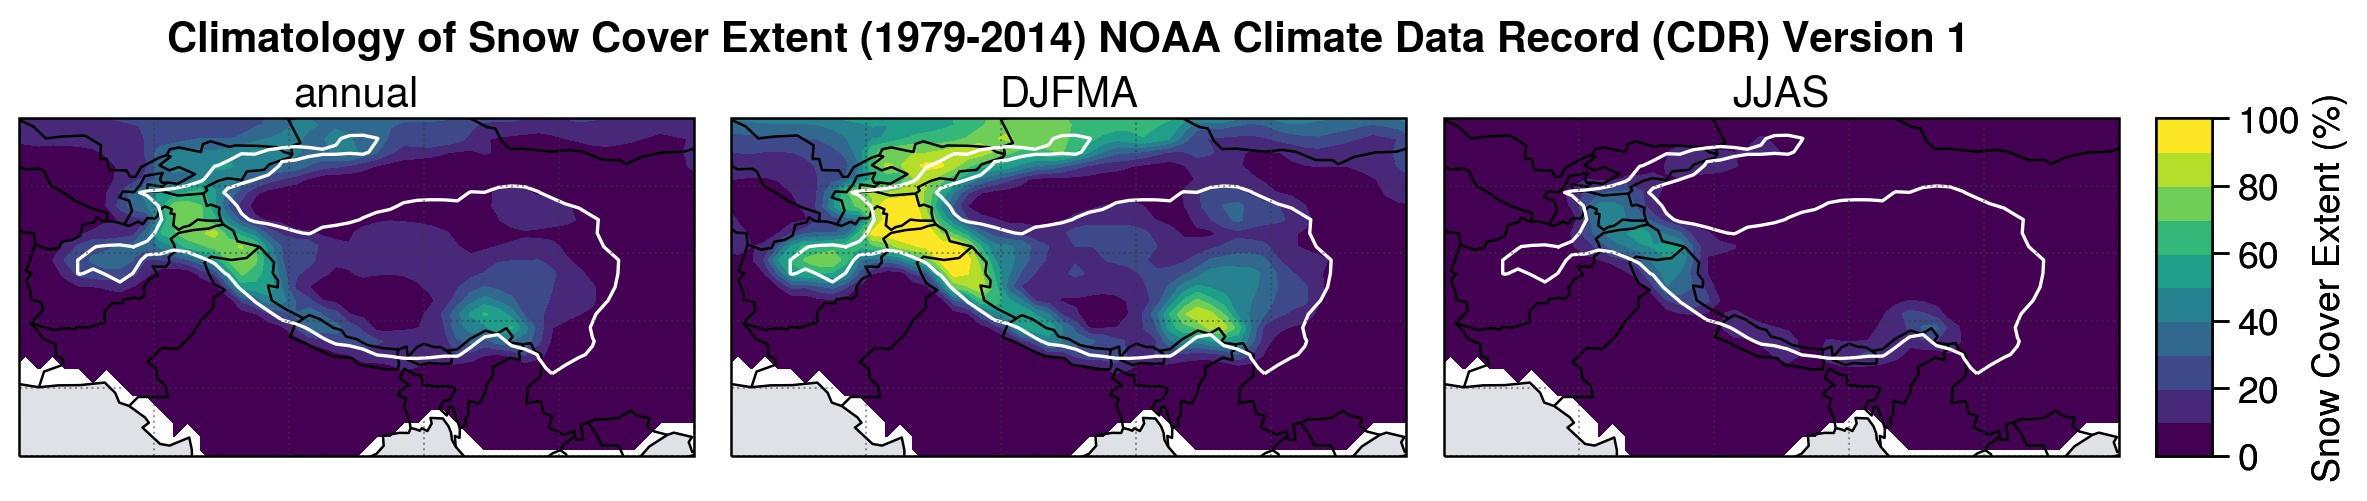 Climatology of Snow Cover Extent (1979-2014) NOAA Climate Data Record (CDR) Version 1
annual
DJFMA
JJAS
100
80
60
40
20
0
Snow Cover Extent (%)